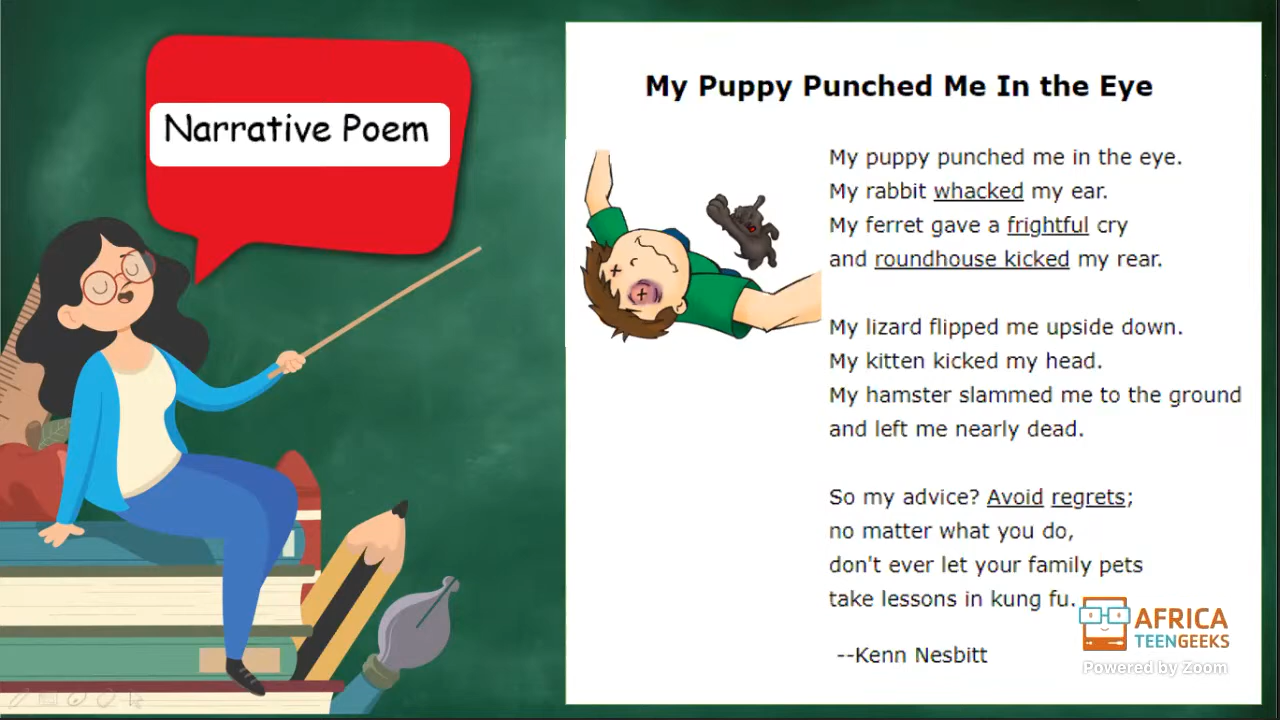 Narrative Poem
My Puppy Punched Me In the Eye
My puppy punched me in the eye.
My rabbit whacked my ear.
My ferret gave a frightful cry
and roundhouse kicked my rear.
My lizard flipped me upside down.
My kitten kicked my head.
My hamster slammed me to the ground
and left me nearly dead.
So my advice? Avoid regrets;
no matter what you do,
don't ever let your family pets
take lessons in kung fu.
--Kenn Nesbitt
AFRICA
TEENGEEKS
Powered by Zoom